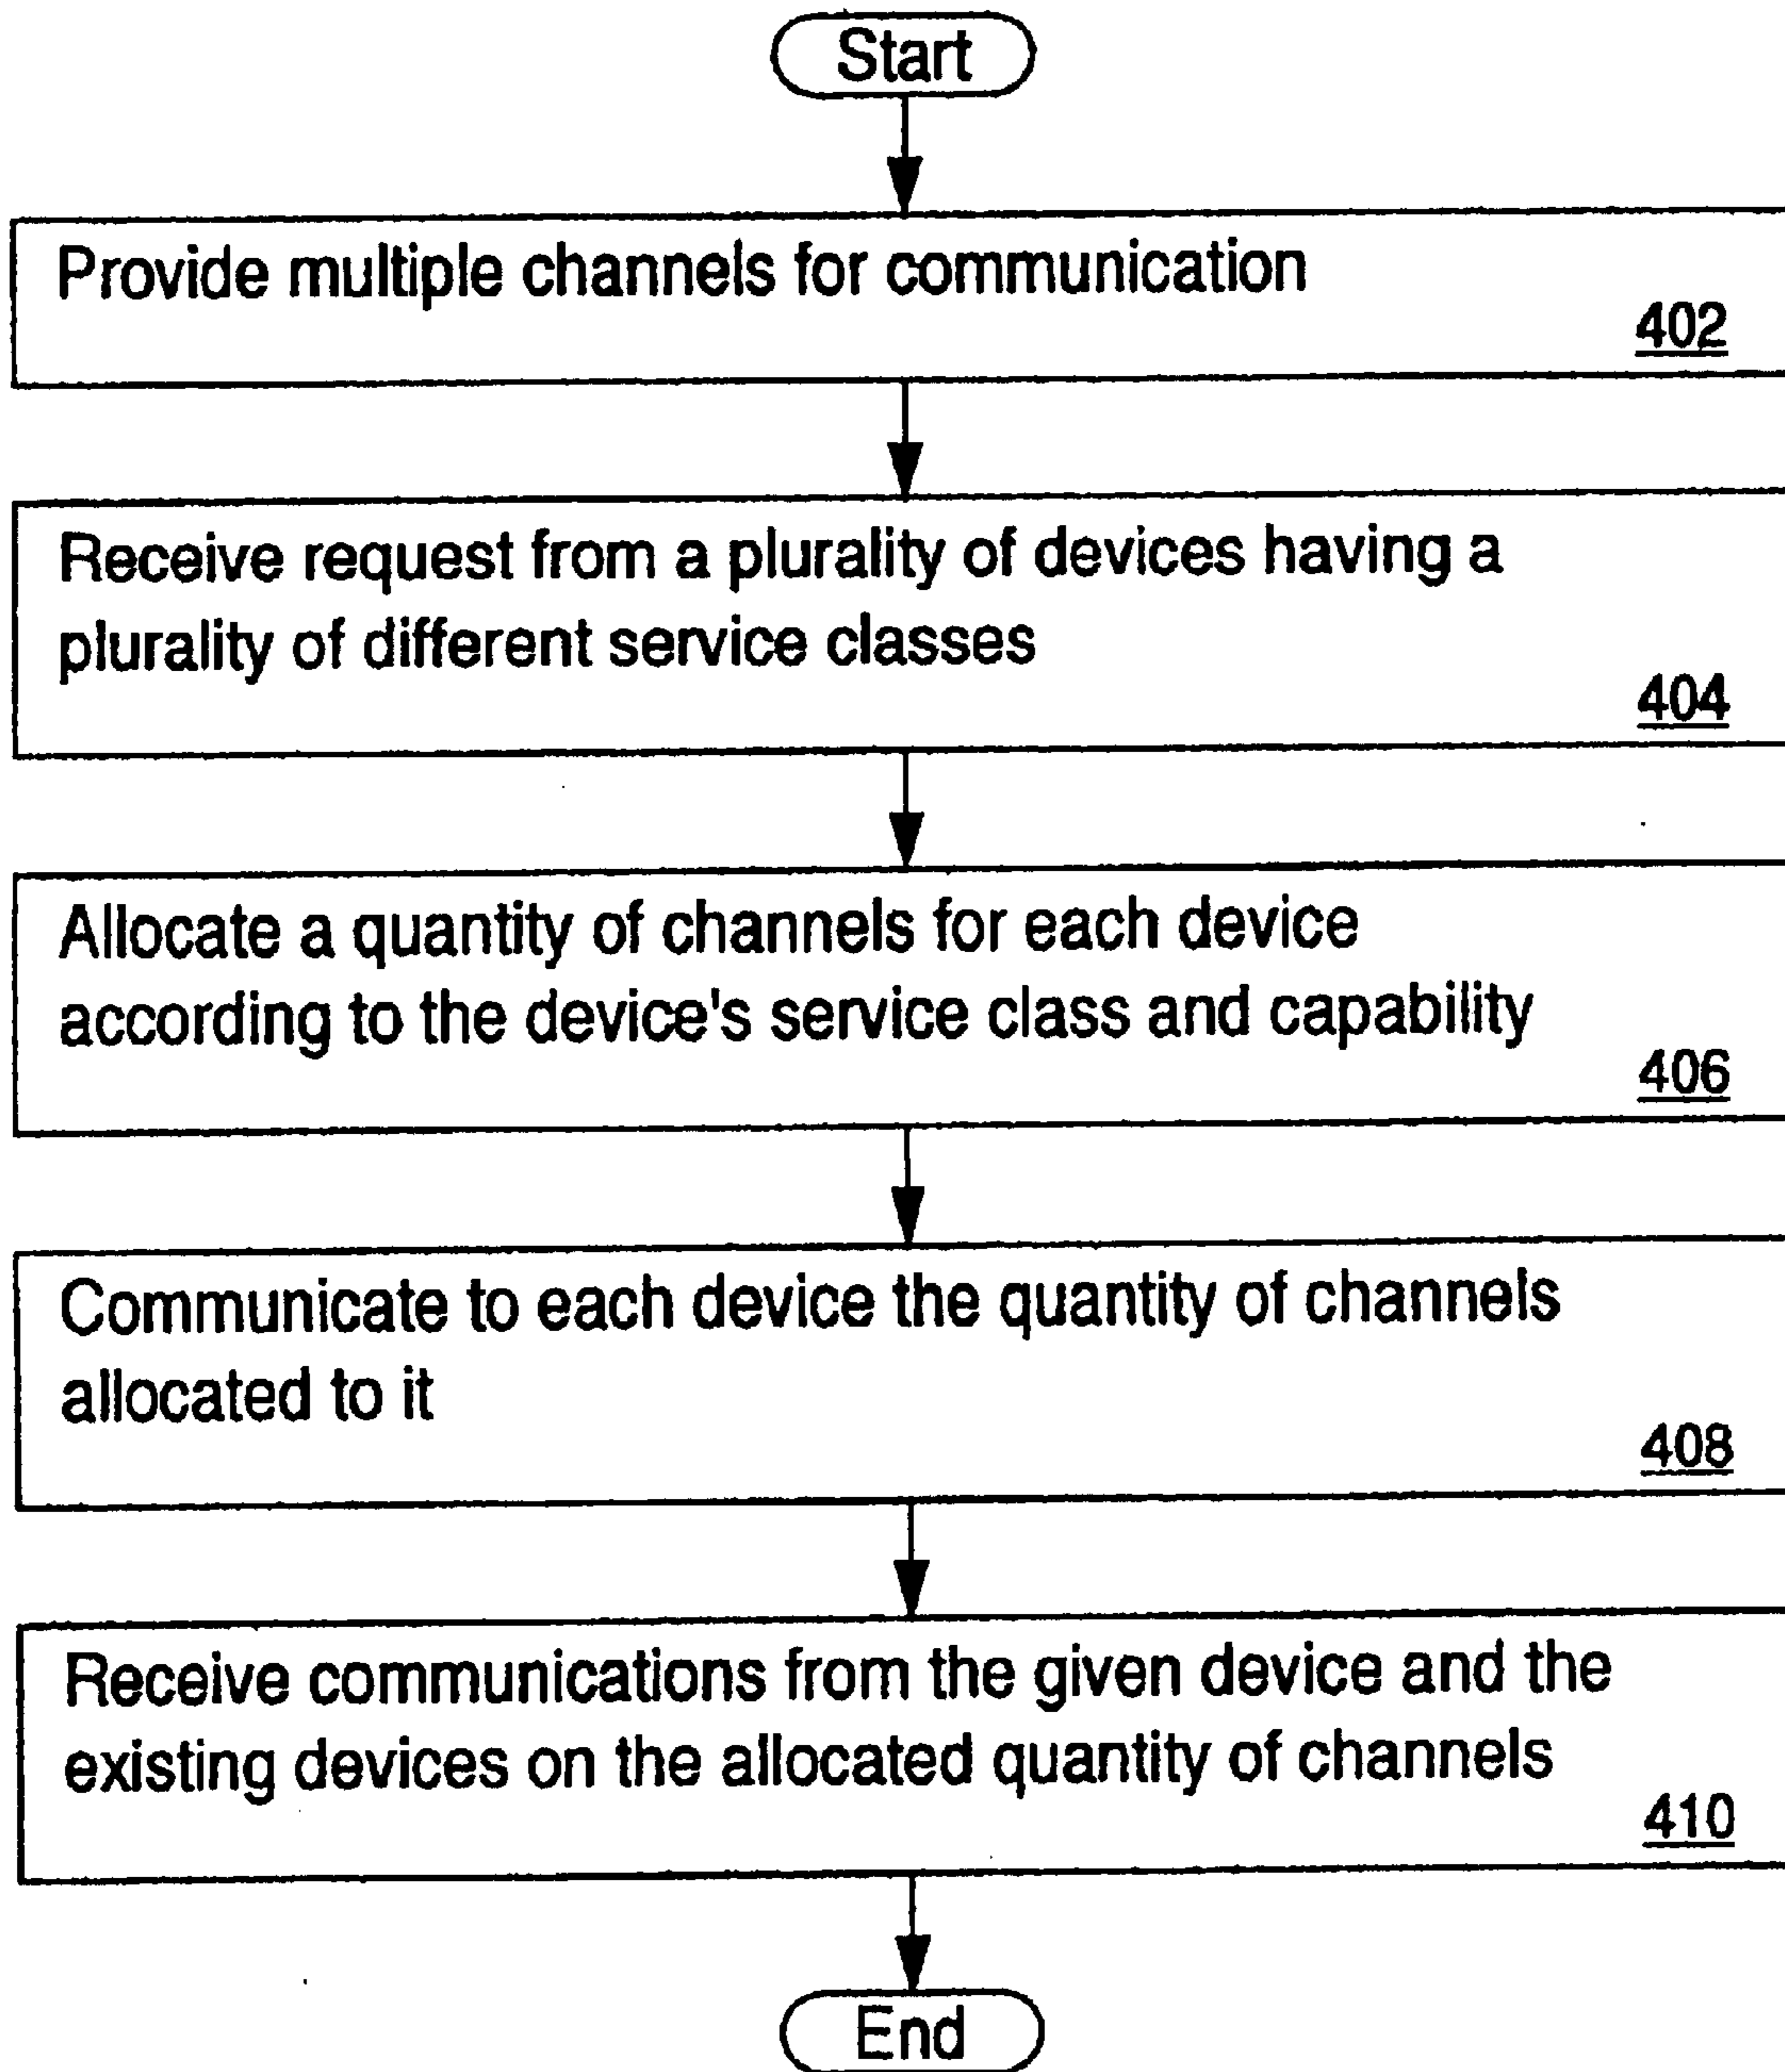 Start
Provide multiple channels for communication
402
Receive request from a plurality of devices having a
plurality of different service classes
404
Allocate a quantity of channels for each device
according to the device's service class and capability
406
Communicate to each device the quantity of channels
allocated to it
408
Receive communications from the given device and the
existing devices on the allocated quantity of channels
410
End